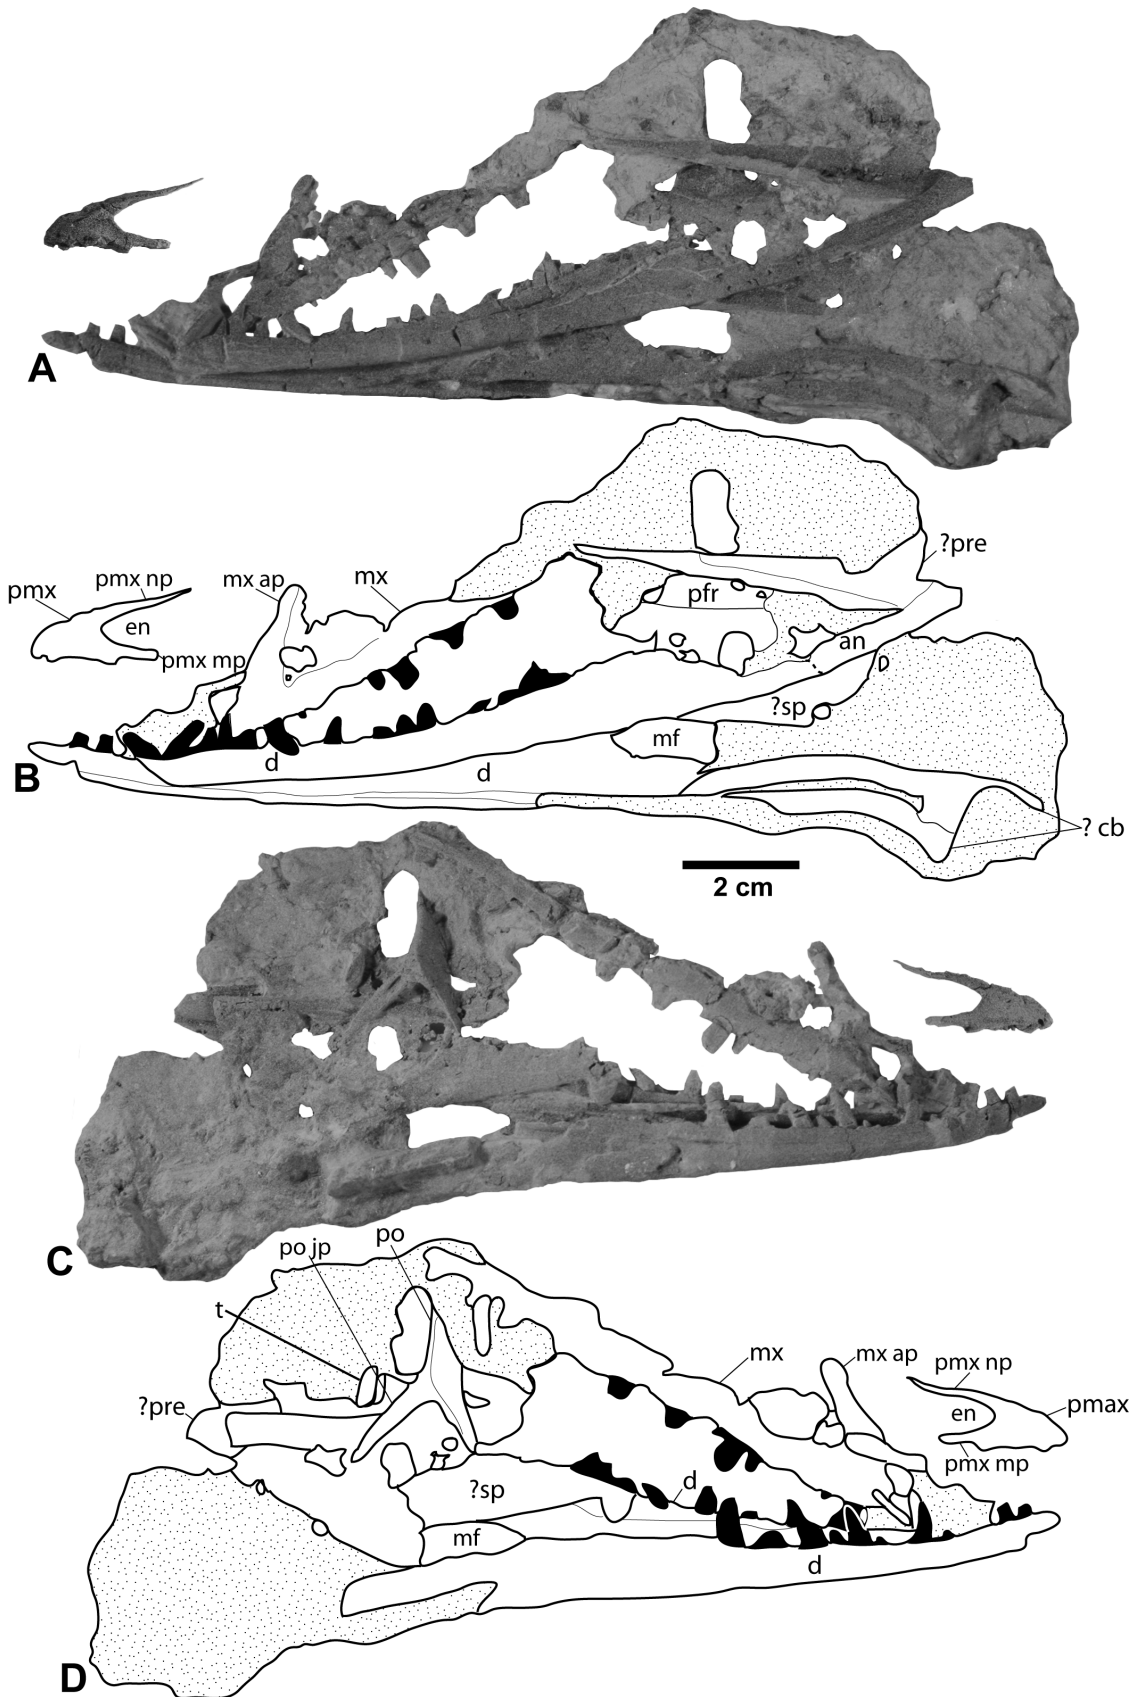 A
?pre
pmx np
mx ap
mx
pmx
pfr
en
pmx mp
an
?sp
mf
B
d
d
? cb
2 cm
C
po
po jp
t
mx
mx ap
pmx np
?pre
pmax
en
pmx mp
?sp
d
mf
d
D